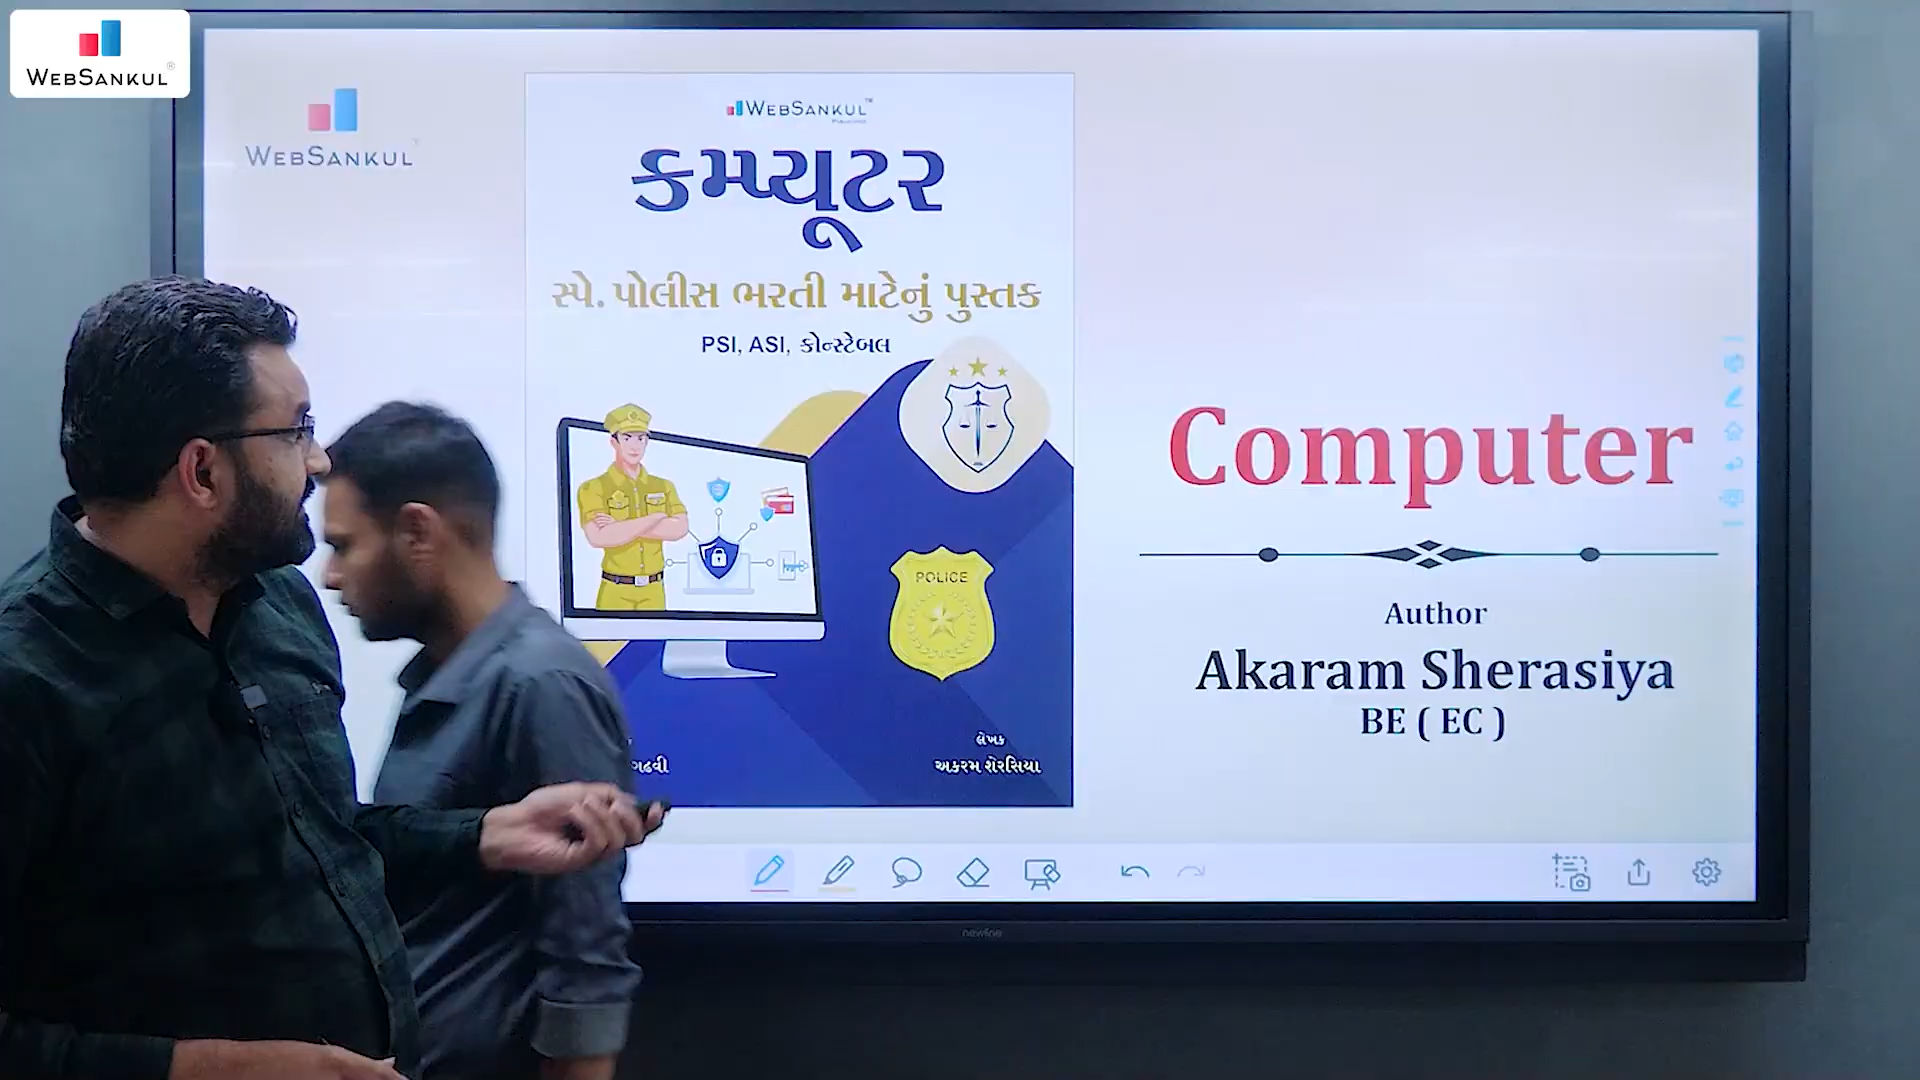 WEBSANKUL
WEBSANKUL
WEBSANKUL
કમ્પ્યૂટર
સ્પે. પોલીસ ભરતી માટેનું પુસ્તક
PSI, ASI, કોન્સ્ટેબલ
POLICE
લેખક
ગઢવી
અકરમ શેરસિયા
Computer
Author
Akaram Sherasiya
BE ( EC )
newline